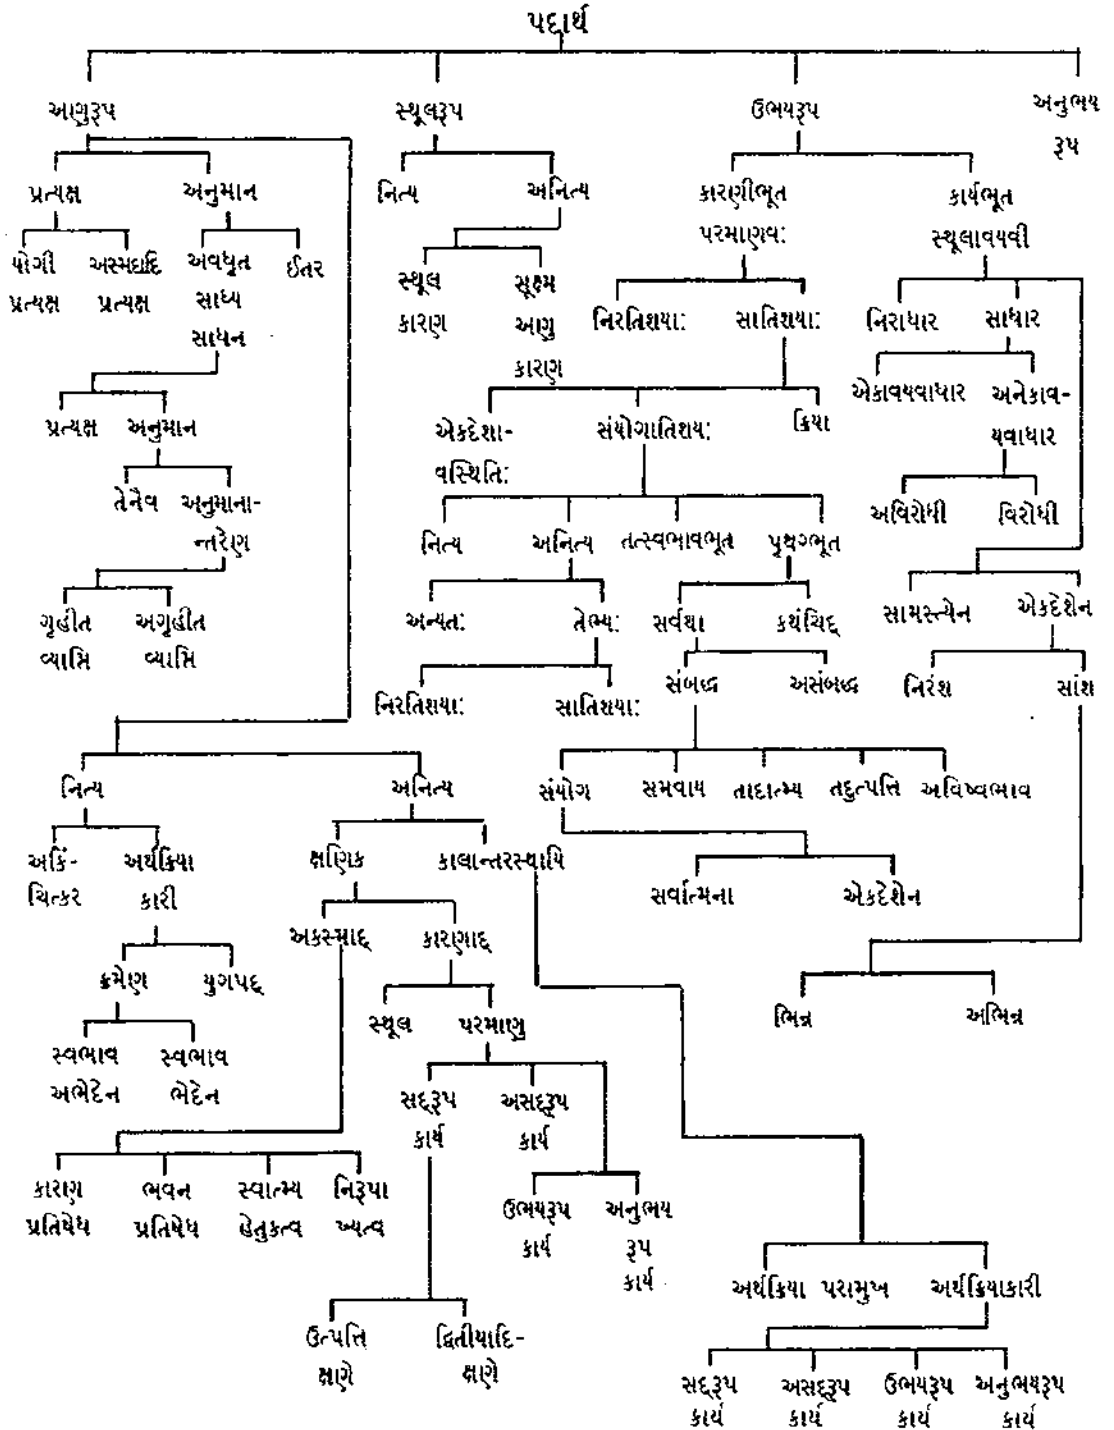 પદાર્થ
અણુરૂપ સ્થૂલરૂપ ઉભયરૂપ અનુભય
રૂપ
પ્રત્યક્ષ અનુમાન નિત્ય અનિત્ય કારણીભૂત કાર્યભૂત
પરમાણવઃ સ્થૂલાવયવી
યોગી અસ્મદાદિ અવધૃત ઈતર
પ્રત્યક્ષ પ્રત્યક્ષ સાધ્ય
સાધન
સ્થૂલ સૂક્ષ્મ
કારણ અણુ
કારણ
નિરતિશયાઃ સાતિશયાઃ નિરાધાર સાધાર
પ્રત્યક્ષ અનુમાન
એકદેશા- સંયોગાતિશયઃ ક્રિયા
વસ્થિતિઃ
એકાવયવાધાર અનેકાવ-
યવાધાર
તેનૈવ અનુમાના-
ન્તરેણ
અવિરોધી વિરોધી
નિત્ય અનિત્ય તત્સ્વભાવભૂત પૃથગ્ભૂત
ગૃહીત અગૃહીત
વ્યાપ્તિ વ્યાપ્તિ
અન્યતઃ તેભ્યઃ સર્વથા કથંચિદ્
સામસ્ત્યેન એકદેશેન
નિરતિશયાઃ સાતિશયાઃ સંબદ્ધ અસંબદ્ધ નિરંશ સાંશ
નિત્ય અનિત્ય સંયોગ સમવાય તાદાત્મ્ય તદુત્પત્તિ અવિષ્વભાવ
અકિં- અર્થક્રિયા ક્ષણિક કાલાન્તરસ્થાયિ
ચિત્કર કારી
સર્વાત્મના એકદેશેન
અકસ્માદ્ કારણાદ્
ક્રમેણ યુગપદ્
સ્થૂલ પરમાણુ ભિન્ન અભિન્ન
સ્વભાવ સ્વભાવ
અભેદેન ભેદેન
સદ્રૂપ અસદ્રૂપ
કાર્ય કાર્ય
કારણ ભવન સ્વાત્મ્ય નિરૂપા
પ્રતિષેધ પ્રતિષેધ હેતુકત્વ ખ્યત્વ
ઉભયરૂપ અનુભય
કાર્ય રૂપ
કાર્ય
અર્થક્રિયા પરામુખ અર્થક્રિયાકારી
ઉત્પત્તિ દ્વિતીયાદિ-
ક્ષણે ક્ષણે
સદ્રૂપ અસદ્રૂપ ઉભયરૂપ અનુભયરૂપ
કાર્ય કાર્ય કાર્ય કાર્ય